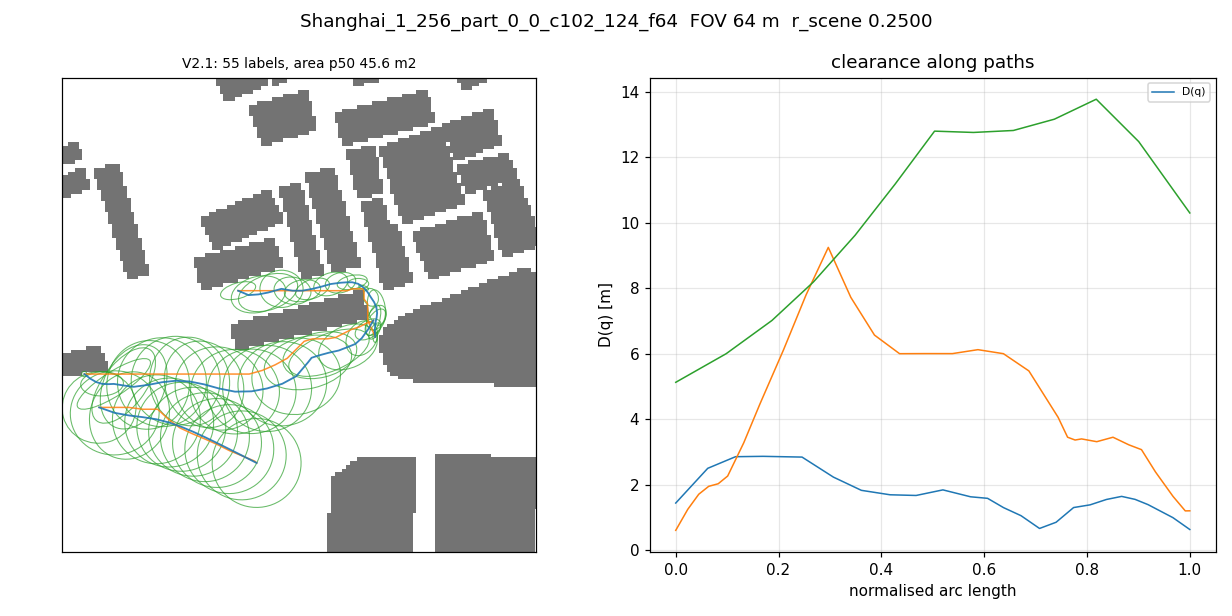 Shanghai_1_256_part_0_0_c102_124_f64  FOV 64 m  r_scene 0.2500
V2.1: 55 labels, area p50 45.6 m2
clearance along paths
D(q)
14
12
10
8
6
4
2
0
D(q) [m]
0.0 0.2 0.4 0.6 0.8 1.0
normalised arc length